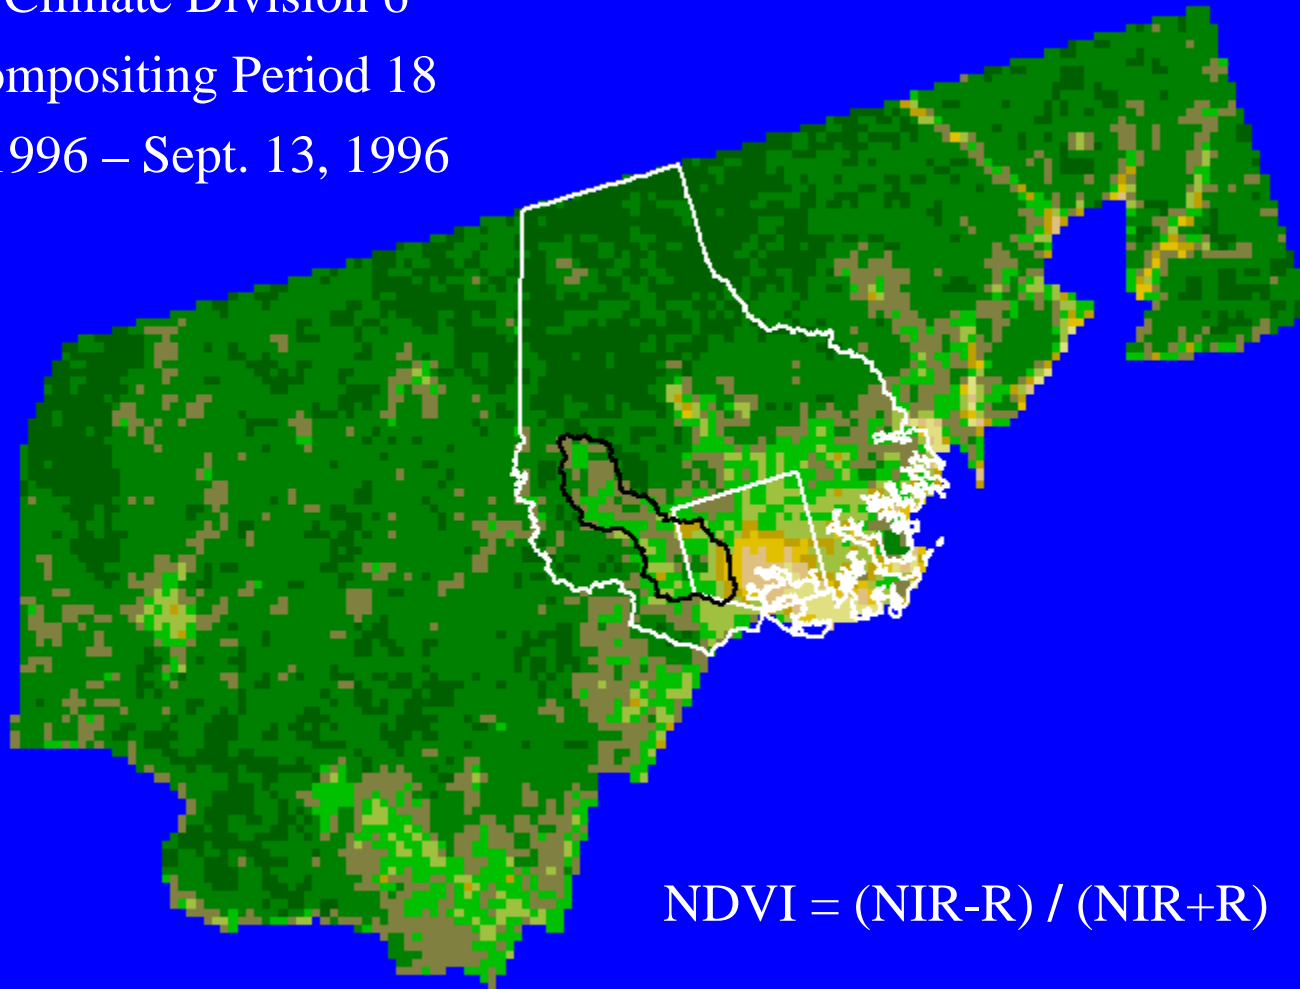 Climate Division 6
ompositing Period 18
1996 – Sept. 13, 1996
NDVI = (NIR-R) / (NIR+R)